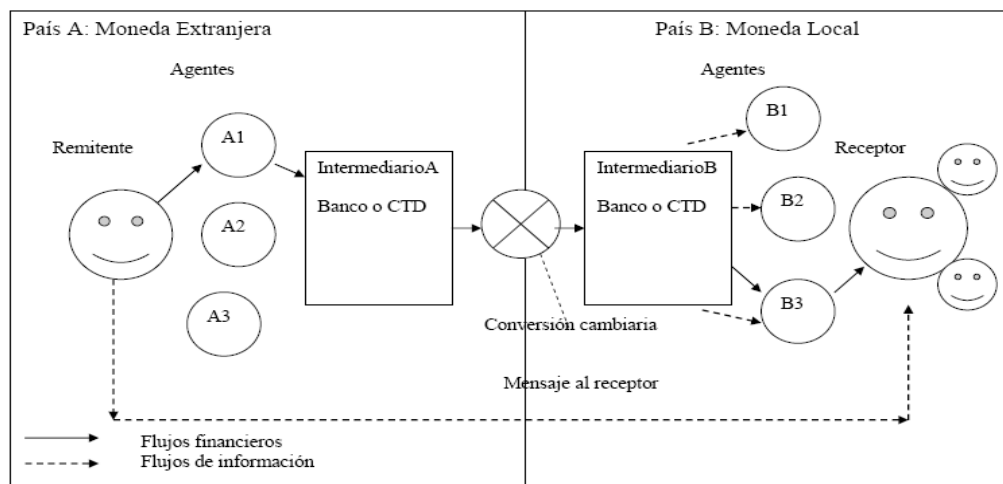 País A: Moneda Extranjera
País B: Moneda Local
Agentes
Agentes
Remitente
A1
A2
A3
IntermediarioA
Banco o CTD
IntermediarioB
Banco o CTD
B1
B2
B3
Receptor
Conversión cambiaria
Mensaje al receptor
Flujos financieros
Flujos de información